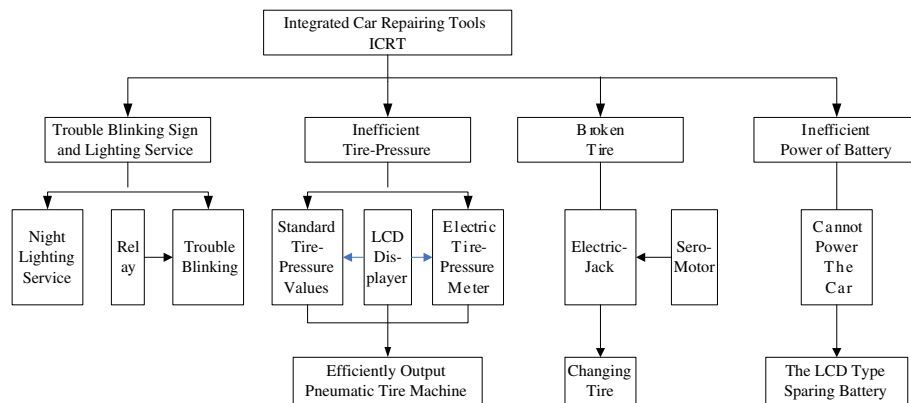 Integrated Car Repairing Tools
ICRT
Trouble Blinking Sign
and Lighting Service
Inefficient
Tire-Pressure
Broken
Tire
Inefficient
Power of Battery
Night
Lighting
Service
Rel
ay
Trouble
Blinking
Standard
Tire-
Pressure
Values
LCD
Dis-
player
Electric
Tire-
Pressure
Meter
Electric-
Jack
Sero-
Motor
Cannot
Power
The
Car
Efficiently Output
Pneumatic Tire Machine
Changing
Tire
The LCD Type
Sparing Battery